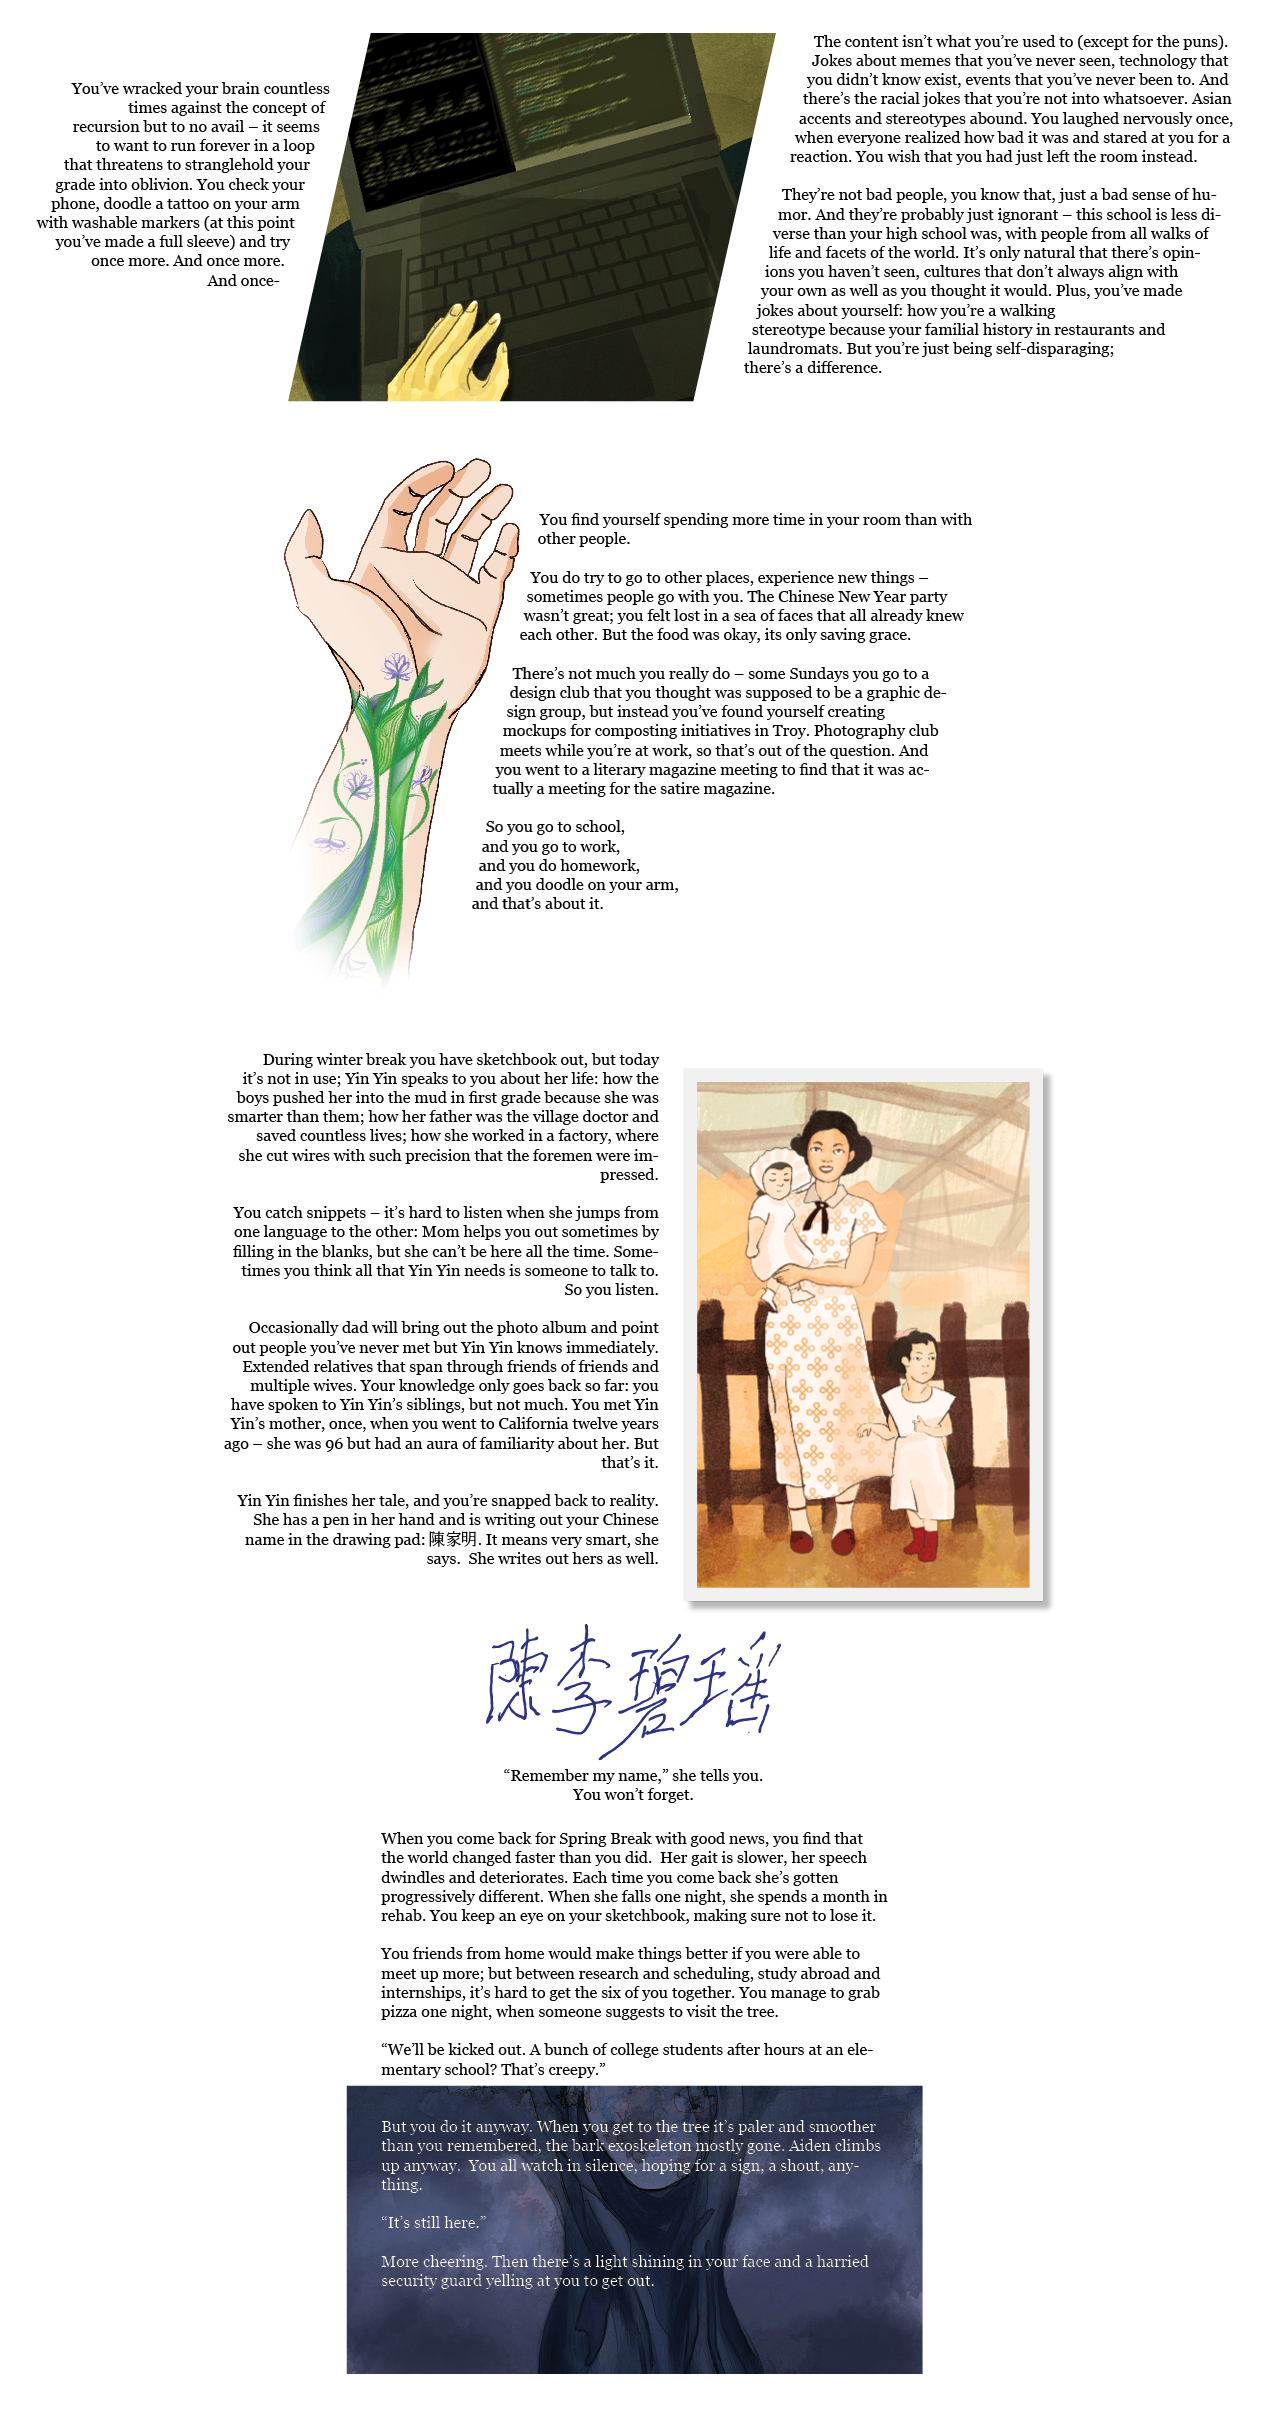 You’ve wracked your brain countless
times against the concept of
recursion but to no avail – it seems
to want to run forever in a loop
that threatens to stranglehold your
grade into oblivion. You check your
phone, doodle a tattoo on your arm
with washable markers (at this point
you’ve made a full sleeve) and try
once more. And once more.
And once-
The content isn’t what you’re used to (except for the puns).
Jokes about memes that you’ve never seen, technology that
you didn’t know exist, events that you’ve never been to. And
there’s the racial jokes that you’re not into whatsoever. Asian
accents and stereotypes abound. You laughed nervously once,
when everyone realized how bad it was and stared at you for a
reaction. You wish that you had just left the room instead.
They’re not bad people, you know that, just a bad sense of hu-
mor. And they’re probably just ignorant – this school is less di-
verse than your high school was, with people from all walks of
life and facets of the world. It’s only natural that there’s opin-
ions you haven’t seen, cultures that don’t always align with
your own as well as you thought it would. Plus, you’ve made
jokes about yourself: how you’re a walking
stereotype because your familial history in restaurants and
laundromats. But you’re just being self-disparaging;
there’s a difference.
You find yourself spending more time in your room than with
other people.
You do try to go to other places, experience new things –
sometimes people go with you. The Chinese New Year party
wasn’t great; you felt lost in a sea of faces that all already knew
each other. But the food was okay, its only saving grace.
There’s not much you really do – some Sundays you go to a
design club that you thought was supposed to be a graphic de-
sign group, but instead you’ve found yourself creating
mockups for composting initiatives in Troy. Photography club
meets while you’re at work, so that’s out of the question. And
you went to a literary magazine meeting to find that it was ac-
tually a meeting for the satire magazine.
So you go to school,
and you go to work,
and you do homework,
and you doodle on your arm,
and that’s about it.
During winter break you have sketchbook out, but today
it’s not in use; Yin Yin speaks to you about her life: how the
boys pushed her into the mud in first grade because she was
smarter than them; how her father was the village doctor and
saved countless lives; how she worked in a factory, where
she cut wires with such precision that the foremen were im-
pressed.
You catch snippets – it’s hard to listen when she jumps from
one language to the other: Mom helps you out sometimes by
filling in the blanks, but she can’t be here all the time. Some-
times you think all that Yin Yin needs is someone to talk to.
So you listen.
Occasionally dad will bring out the photo album and point
out people you’ve never met but Yin Yin knows immediately.
Extended relatives that span through friends of friends and
multiple wives. Your knowledge only goes back so far: you
have spoken to Yin Yin’s siblings, but not much. You met Yin
Yin’s mother, once, when you went to California twelve years
ago – she was 96 but had an aura of familiarity about her. But
that’s it.
Yin Yin finishes her tale, and you’re snapped back to reality.
She has a pen in her hand and is writing out your Chinese
name in the drawing pad: 陳家明. It means very smart, she
says.  She writes out hers as well.
陳李碧瑶
“Remember my name,” she tells you.
You won’t forget.
When you come back for Spring Break with good news, you find that
the world changed faster than you did.  Her gait is slower, her speech
dwindles and deteriorates. Each time you come back she’s gotten
progressively different. When she falls one night, she spends a month in
rehab. You keep an eye on your sketchbook, making sure not to lose it.
You friends from home would make things better if you were able to
meet up more; but between research and scheduling, study abroad and
internships, it’s hard to get the six of you together. You manage to grab
pizza one night, when someone suggests to visit the tree.
“We’ll be kicked out. A bunch of college students after hours at an ele-
mentary school? That’s creepy.”
But you do it anyway. When you get to the tree it’s paler and smoother
than you remembered, the bark exoskeleton mostly gone. Aiden climbs
up anyway.  You all watch in silence, hoping for a sign, a shout, any-
thing.
“It’s still here.”
More cheering. Then there’s a light shining in your face and a harried
security guard yelling at you to get out.